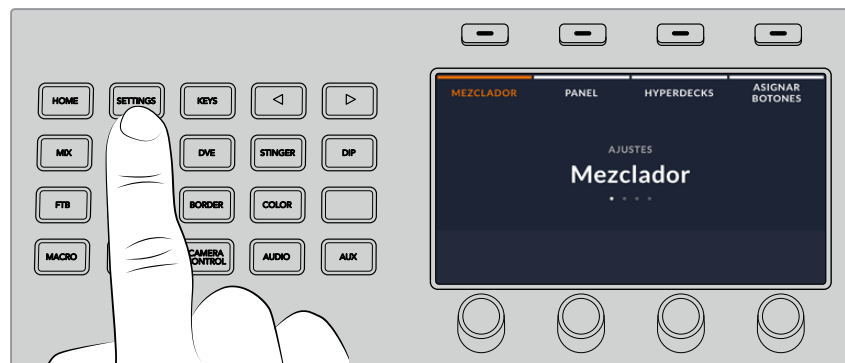 HOME
SETTINGS
KEYS
MEZCLADOR
PANEL
HYPERDECKS
ASIGNAR
BOTONES
MIX
DVE
STINGER
DIP
AJUSTES
Mezclador
FTB
BORDER
COLOR
MACRO
CAMERA
CONTROL
AUDIO
AUX